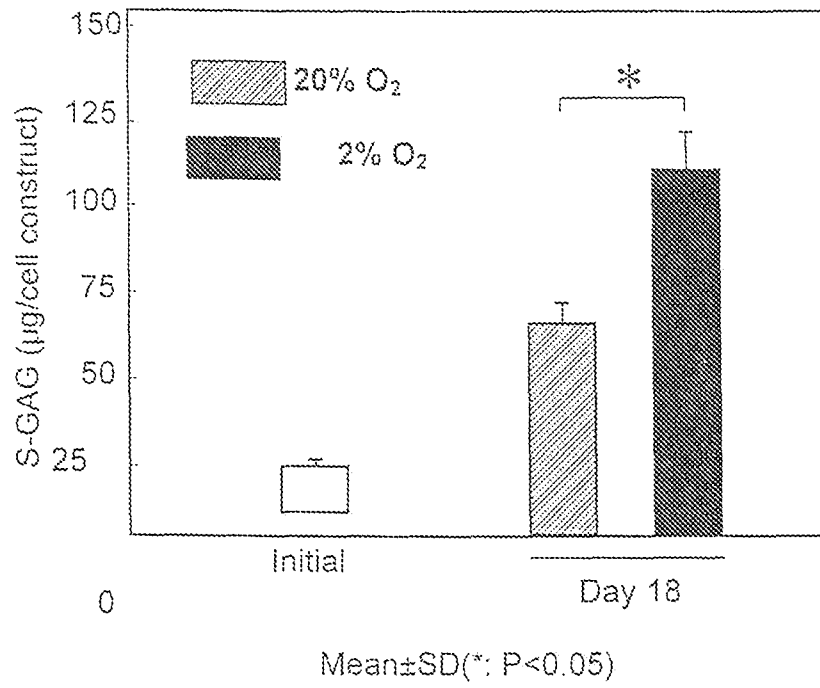 S-GAG (µg/cell construct)
150
125
100
75
50
25
0
20% O₂
2% O₂
*
Initial
Day 18
Mean±SD(*: P<0.05)